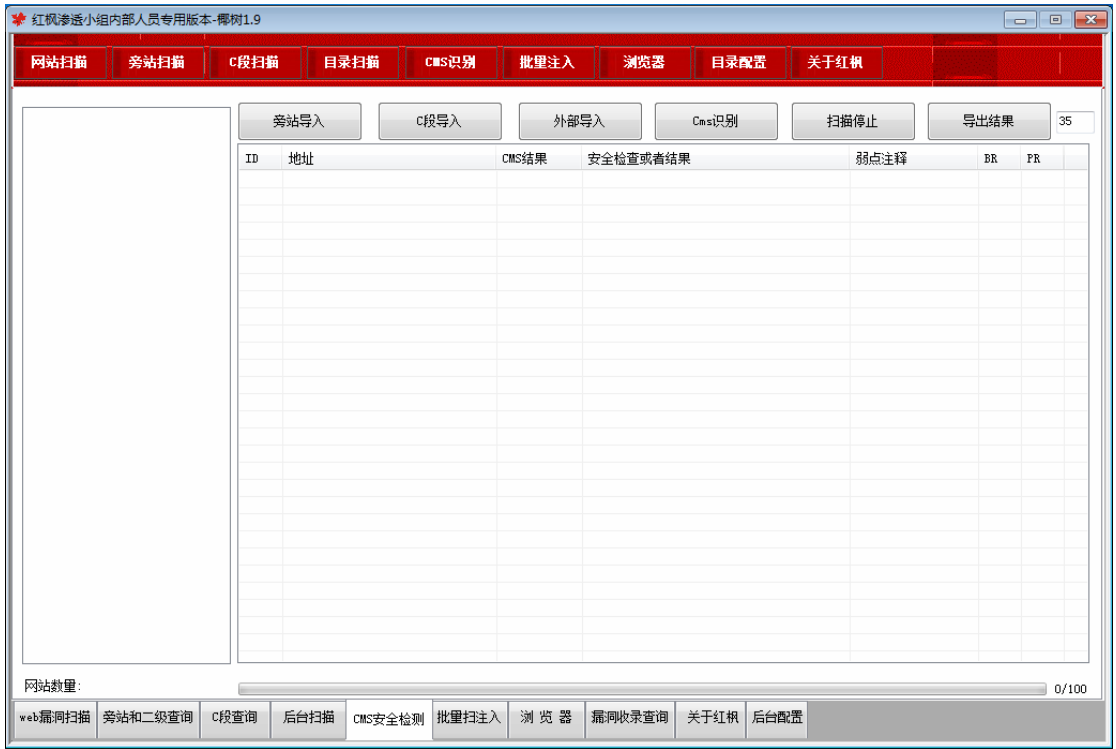 红枫渗透小组内部人员专用版本-椰树1.9
网站扫描 旁站扫描 C段扫描 目录扫描 CMS识别 批里注入 浏览器 目录配置 关于红枫
旁站导入 C段导入 外部导入 Cms识别 扫描停止 导出结果 35
ID 地址 CMS结果 安全检查或者结果 弱点注释 BR PR
网站数里: 0/100
web漏洞扫描 旁站和二级查询 C段查询 后台扫描 CMS安全检测 批里扫注入 浏 览 器 漏洞收录查询 关于红枫 后台配置